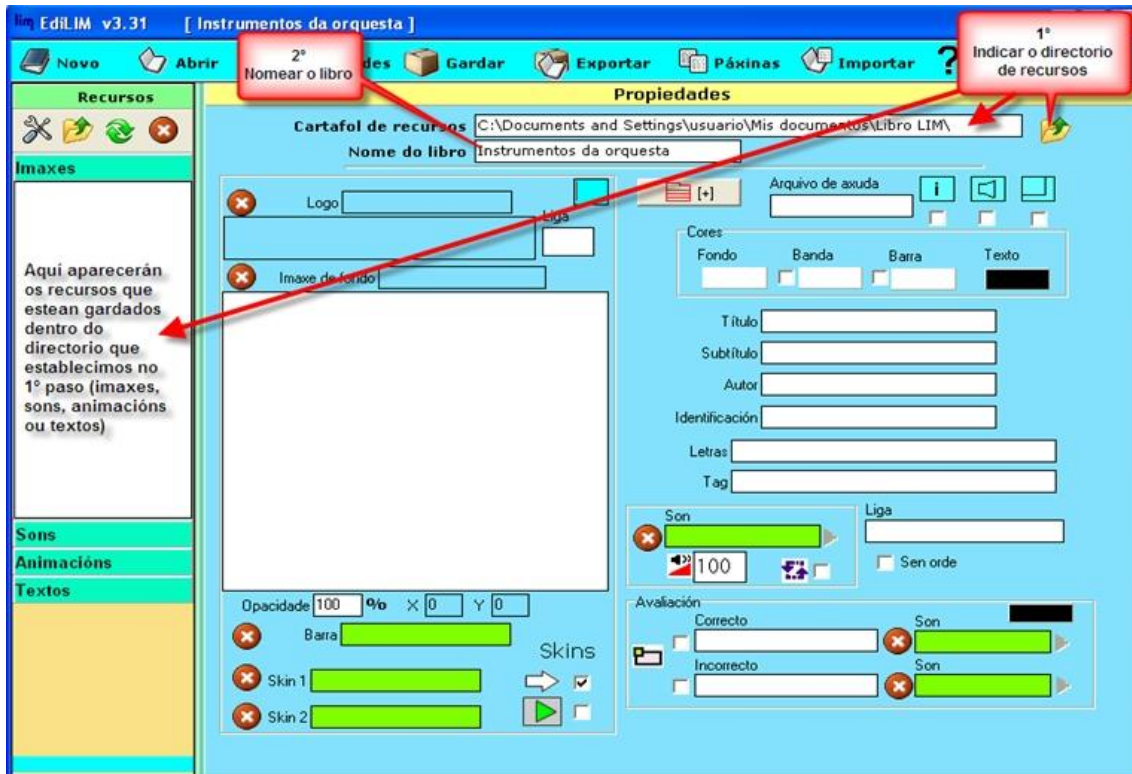 lim EdiLIM v3.31 [ Instrumentos da orquesta ]
1º
Indicar o directorio
de recursos
2º
Nomear o libro
Novo
Abrir
des
Gardar
Exportar
Páxinas
Importar
?
Recursos
Propiedades
Cartafol de recursos C:\Documents and Settings\usuario\Mis documentos\Libro LIM\
Nome do libro Instrumentos da orquesta
Imaxes
Aquí aparecerán
os recursos que
estean gardados
dentro do
directorio que
establecimos no
1º paso (imaxes,
sons, animacións
ou textos)
Sons
Animacións
Textos
Logo
Liga
Imaxe de fondo
Opacidade 100 % X 0 Y 0
Barra
Skins
Skin 1
Skin 2
[+]
Arquivo de axuda
i
Cores
Fondo Banda Barra Texto
Título
Subtítulo
Autor
Identificación
Letras
Tag
Son
100
Liga
Sen orde
Avaliación
Correcto Son
Incorrecto Son